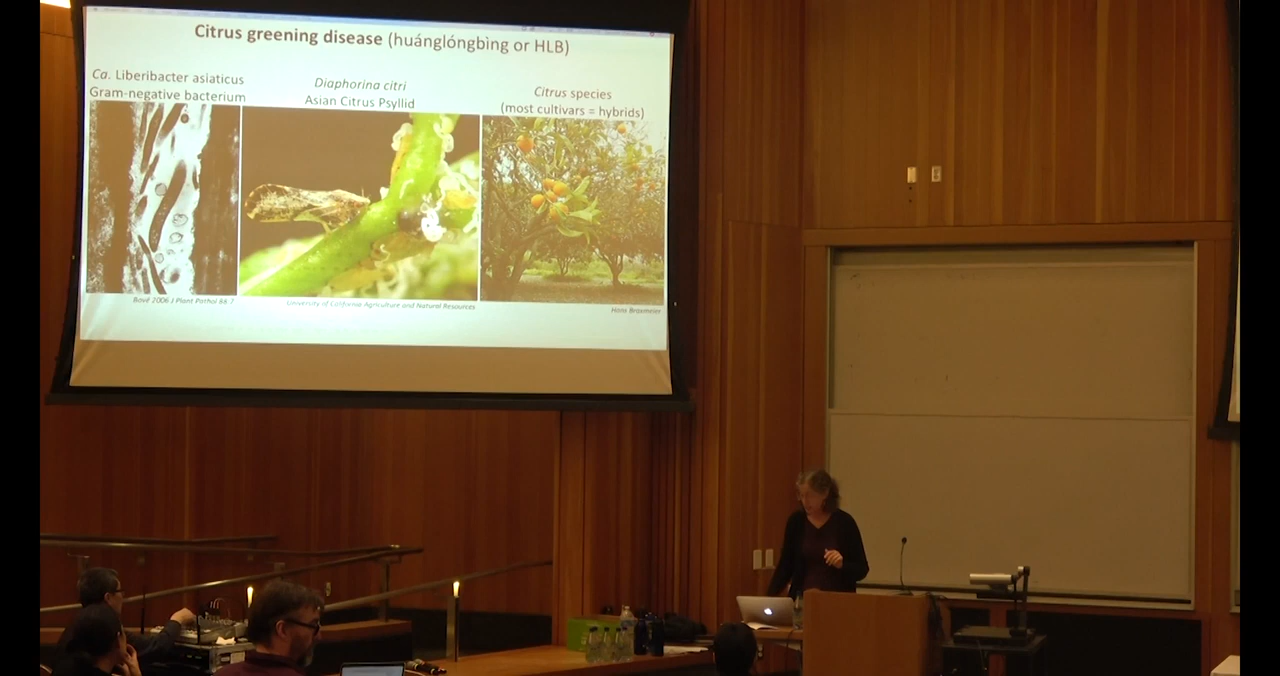 Citrus greening disease (huánglóngbìng or HLB)
Ca. Liberibacter asiaticus
Gram-negative bacterium
Diaphorina citri
Asian Citrus Psyllid
Citrus species
(most cultivars = hybrids)
Bové 2006 J Plant Pathol 88:7
University of California Agriculture and Natural Resources
Hans Braxmeier